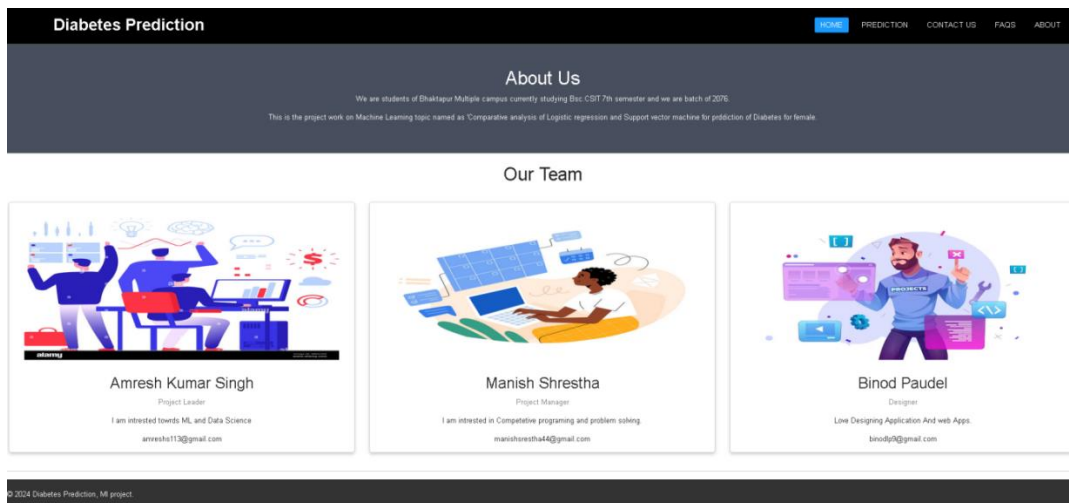 Diabetes Prediction
HOME PREDICTION CONTACT US FAQS ABOUT
About Us
We are students of Bhaktapur Multiple campus currently studying Bsc.CSIT 7th semester and we are batch of 2076.
This is the project work on Machine Learning topic named as 'Comparative analysis of Logistic regression and Support vector machine for prddiction of Diabetes for female.
Our Team
alamy
PROJECTS
Amresh Kumar Singh
Project Leader
I am intrested towrds ML and Data Science
amreshs113@gmail.com
Manish Shrestha
Project Manager
I am intrested in Competetive programing and problem solving.
manishsrestha44@gmail.com
Binod Paudel
Designer
Love Designing Application And web Apps.
binodlp9@gmail.com
© 2024 Diabetes Prediction, Ml project.